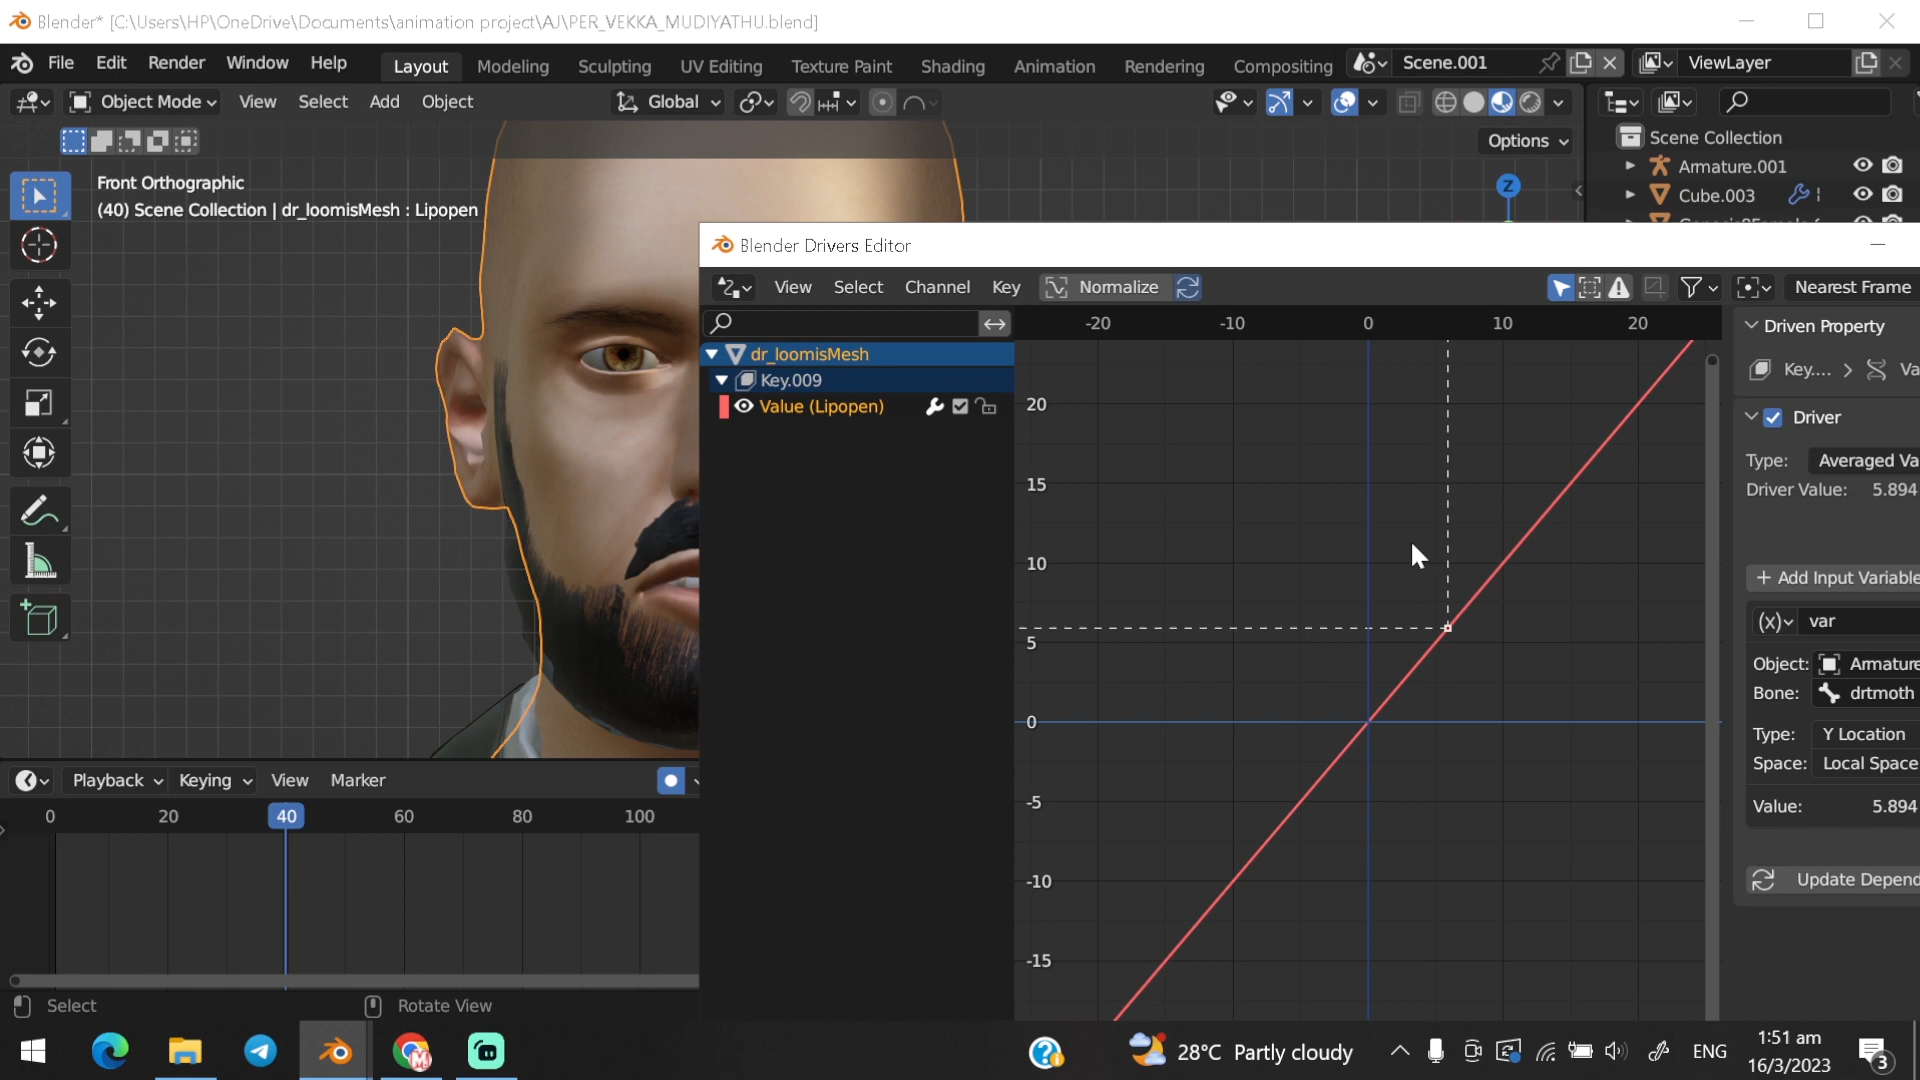 Blender* [C:\Users\HP\OneDrive\Documents\animation project\AJ\PER_VEKKA_MUDIYATHU.blend]
File Edit Render Window Help Layout Modeling Sculpting UV Editing Texture Paint Shading Animation Rendering Compositing Scene.001 ViewLayer
Object Mode View Select Add Object Global
Options
Scene Collection
Armature.001
Cube.003
Front Orthographic
(40) Scene Collection | dr_loomisMesh : Lipopen
Z
Blender Drivers Editor
View Select Channel Key Normalize Nearest Frame
-20 -10 0 10 20
dr_loomisMesh
Key.009
Value (Lipopen)
20
15
10
5
0
-5
-10
-15
Driven Property
Key.... Va
Driver
Type: Averaged Va
Driver Value: 5.894
+ Add Input Variable
(x) var
Object: Armature
Bone: drtmoth
Type: Y Location
Space: Local Space
Value: 5.894
Update Depend
Playback Keying View Marker
0 20 40 60 80 100
Select Rotate View
28°C Partly cloudy ENG 1:51 am
16/3/2023
3